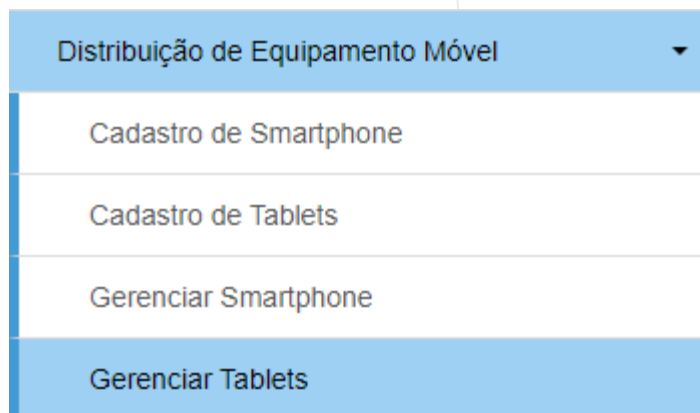 Distribuição de Equipamento Móvel
Cadastro de Smartphone
Cadastro de Tablets
Gerenciar Smartphone
Gerenciar Tablets